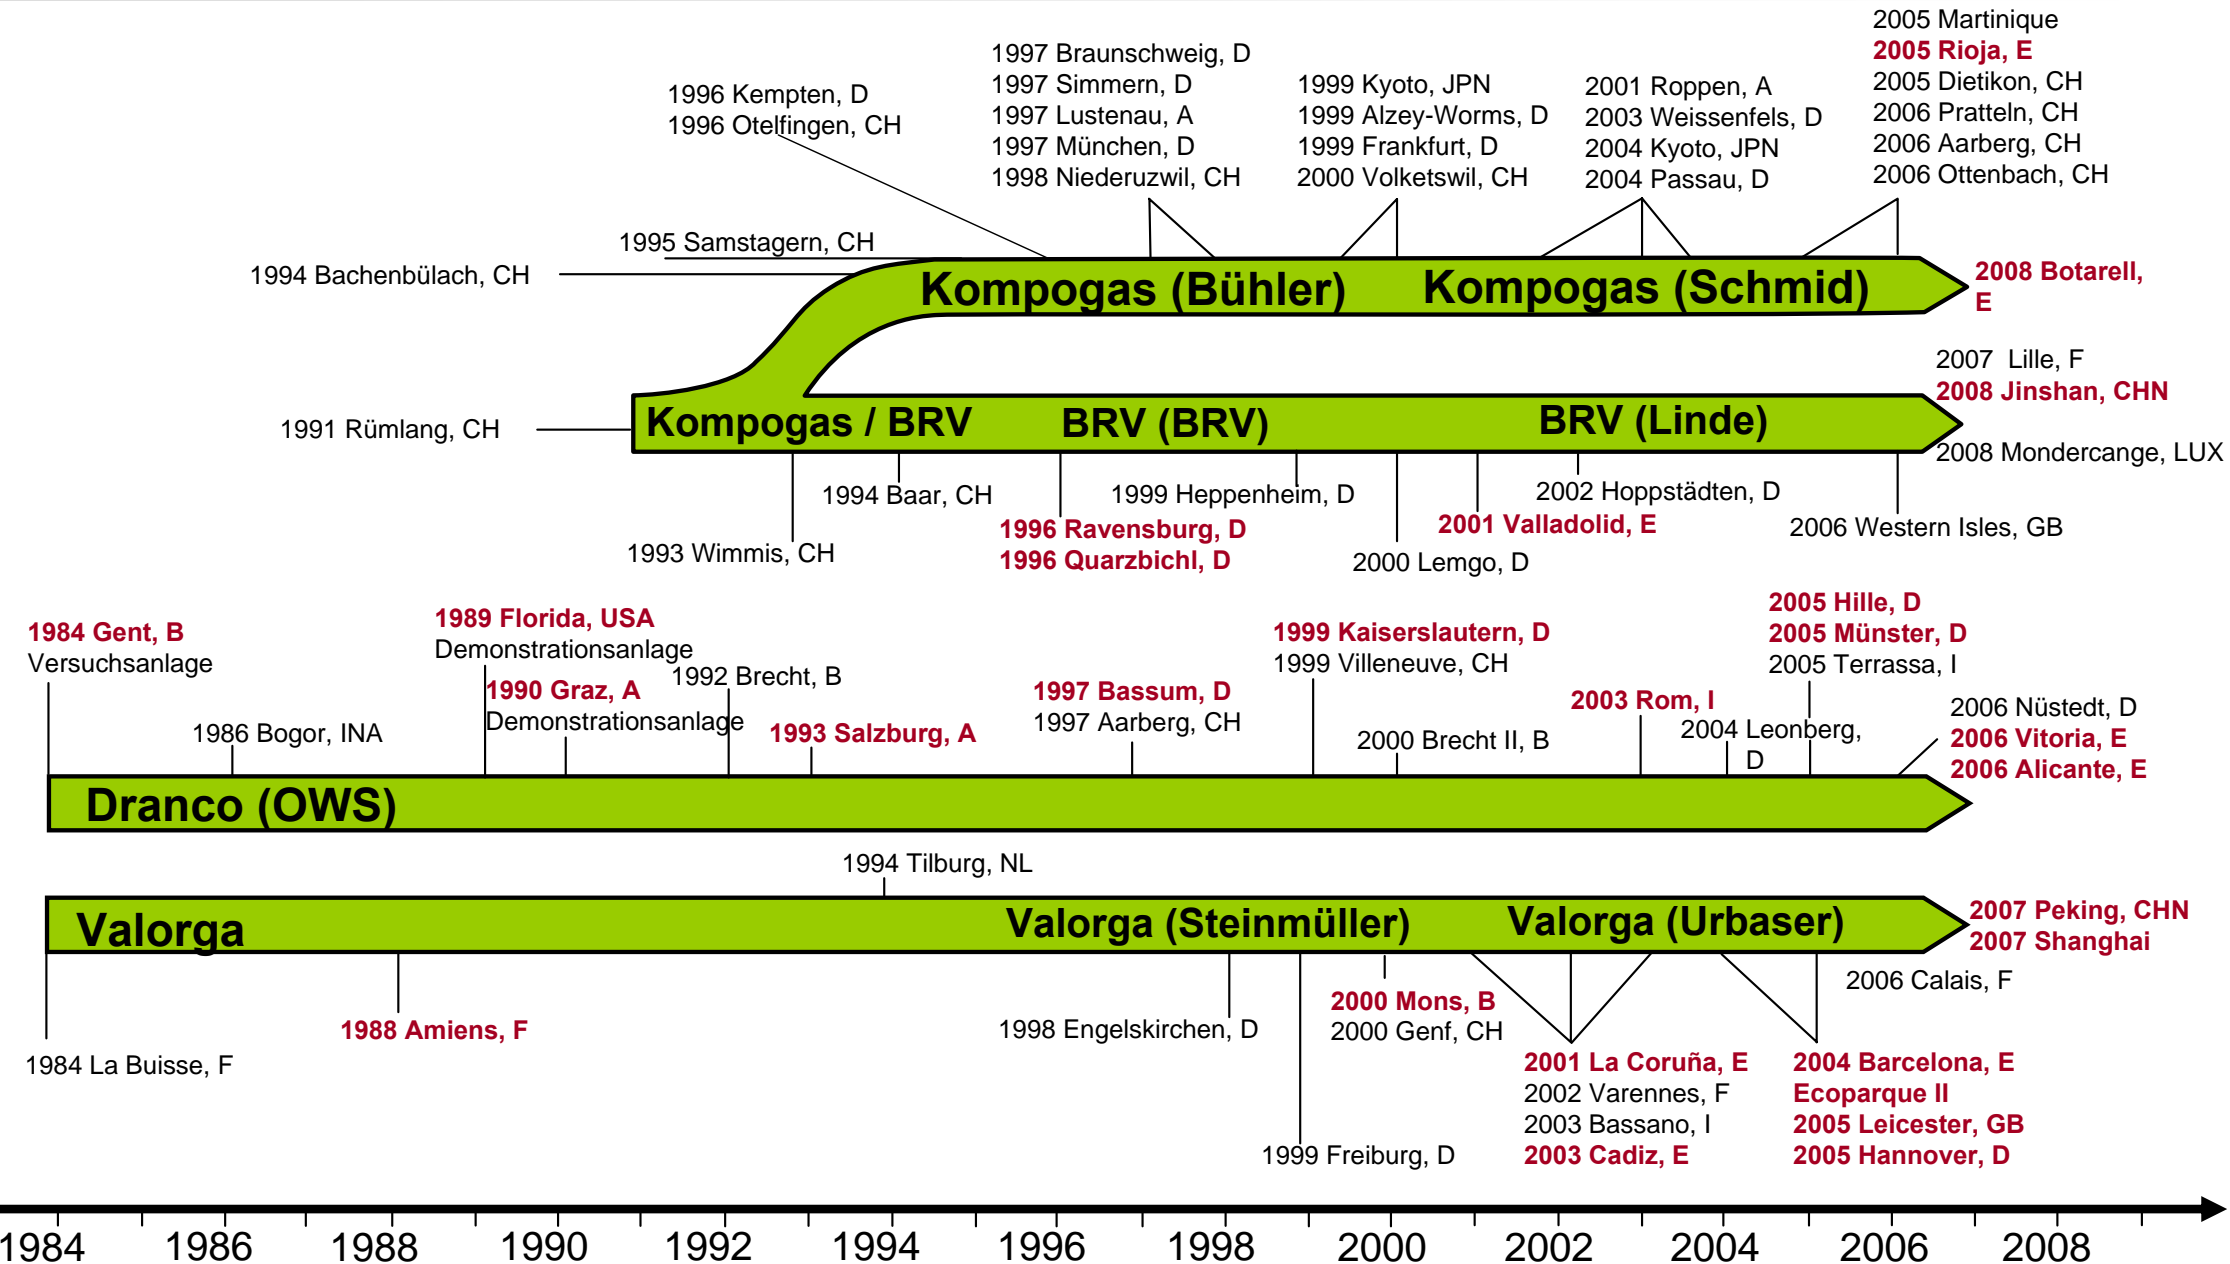 2005 Martinique
2005 Rioja, E
2005 Dietikon, CH
2006 Pratteln, CH
2006 Aarberg, CH
2006 Ottenbach, CH
1997 Braunschweig, D
1997 Simmern, D
1997 Lustenau, A
1997 München, D
1998 Niederuzwil, CH
1999 Kyoto, JPN
1999 Alzey-Worms, D
1999 Frankfurt, D
2000 Volketswil, CH
2001 Roppen, A
2003 Weissenfels, D
2004 Kyoto, JPN
2004 Passau, D
1996 Kempten, D
1996 Otelfingen, CH
1995 Samstagern, CH
1994 Bachenbülach, CH
Kompogas (Bühler)
Kompogas (Schmid)
2008 Botarell,
E
2007 Lille, F
2008 Jinshan, CHN
2008 Mondercange, LUX
1991 Rümlang, CH
Kompogas / BRV
BRV (BRV)
BRV (Linde)
1994 Baar, CH
1993 Wimmis, CH
1999 Heppenheim, D
1996 Ravensburg, D
1996 Quarzbichl, D
2002 Hoppstädten, D
2001 Valladolid, E
2000 Lemgo, D
2006 Western Isles, GB
1984 Gent, B
Versuchsanlage
1986 Bogor, INA
1989 Florida, USA
Demonstrationsanlage
1990 Graz, A
Demonstrationsanlage
1992 Brecht, B
1993 Salzburg, A
1997 Bassum, D
1997 Aarberg, CH
1999 Kaiserslautern, D
1999 Villeneuve, CH
2000 Brecht II, B
2003 Rom, I
2004 Leonberg,
D
2005 Hille, D
2005 Münster, D
2005 Terrassa, I
2006 Nüstedt, D
2006 Vitoria, E
2006 Alicante, E
Dranco (OWS)
1994 Tilburg, NL
Valorga
Valorga (Steinmüller)
Valorga (Urbaser)
2007 Peking, CHN
2007 Shanghai
2006 Calais, F
1984 La Buisse, F
1988 Amiens, F
1998 Engelskirchen, D
2000 Mons, B
2000 Genf, CH
1999 Freiburg, D
2001 La Coruña, E
2002 Varennes, F
2003 Bassano, I
2003 Cadiz, E
2004 Barcelona, E
Ecoparque II
2005 Leicester, GB
2005 Hannover, D
1984 1986 1988 1990 1992 1994 1996 1998 2000 2002 2004 2006 2008